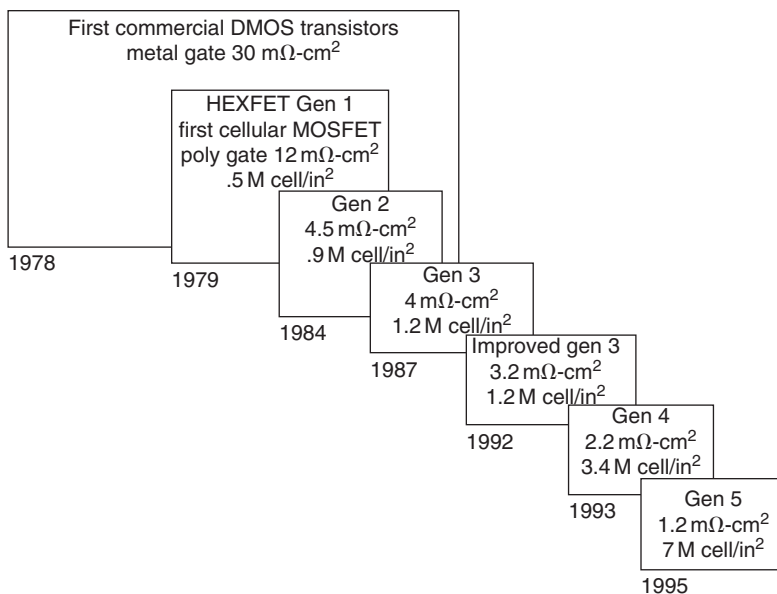 First commercial DMOS transistors
metal gate 30 mΩ-cm²
HEXFET Gen 1
first cellular MOSFET
poly gate 12 mΩ-cm²
.5 M cell/in²
1978
Gen 2
4.5 mΩ-cm²
.9 M cell/in²
1979
Gen 3
4 mΩ-cm²
1.2 M cell/in²
1984
Improved gen 3
3.2 mΩ-cm²
1.2 M cell/in²
1987
Gen 4
2.2 mΩ-cm²
3.4 M cell/in²
1992
Gen 5
1.2 mΩ-cm²
7 M cell/in²
1993
1995